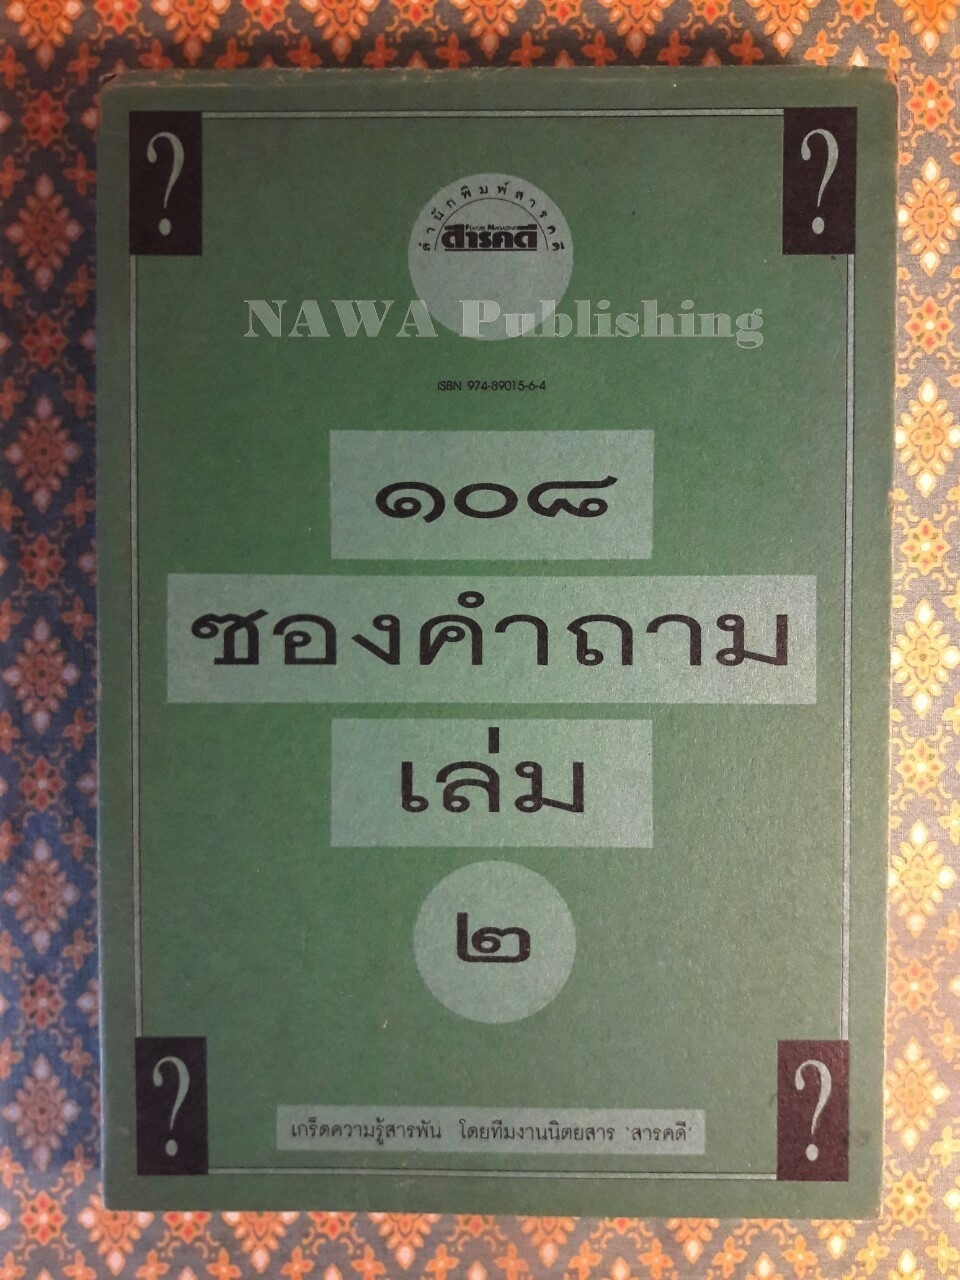 ? ?
สำนักพิมพ์สารคดี
FEATURE MAGAZINE
สารคดี
NAWA Publishing
ISBN 974-89015-6-4
๑๐๘
ซองคำถาม
เล่ม
๒
? ?
เกร็ดความรู้สารพัน โดยทีมงานนิตยสาร 'สารคดี'